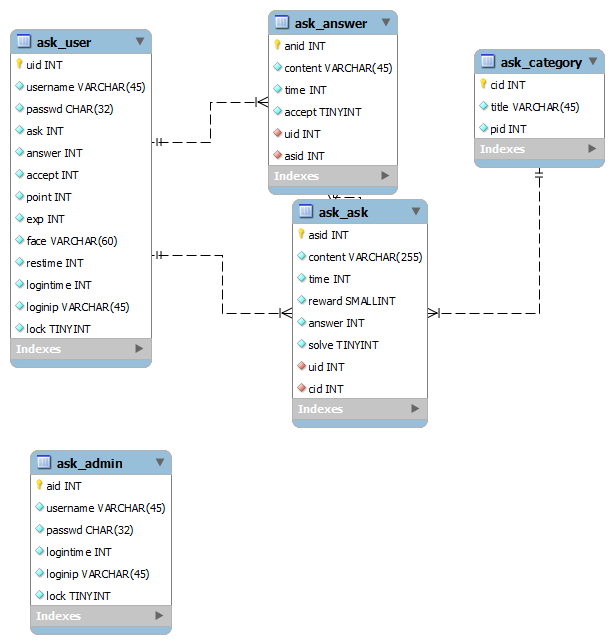 ask_user
uid INT
username VARCHAR(45)
passwd CHAR(32)
ask INT
answer INT
accept INT
point INT
exp INT
face VARCHAR(60)
restime INT
logintime INT
loginip VARCHAR(45)
lock TINYINT
Indexes
ask_answer
anid INT
content VARCHAR(45)
time INT
accept TINYINT
uid INT
asid INT
Indexes
ask_category
cid INT
title VARCHAR(45)
pid INT
Indexes
ask_ask
asid INT
content VARCHAR(255)
time INT
reward SMALLINT
answer INT
solve TINYINT
uid INT
cid INT
Indexes
ask_admin
aid INT
username VARCHAR(45)
passwd CHAR(32)
logintime INT
loginip VARCHAR(45)
lock TINYINT
Indexes